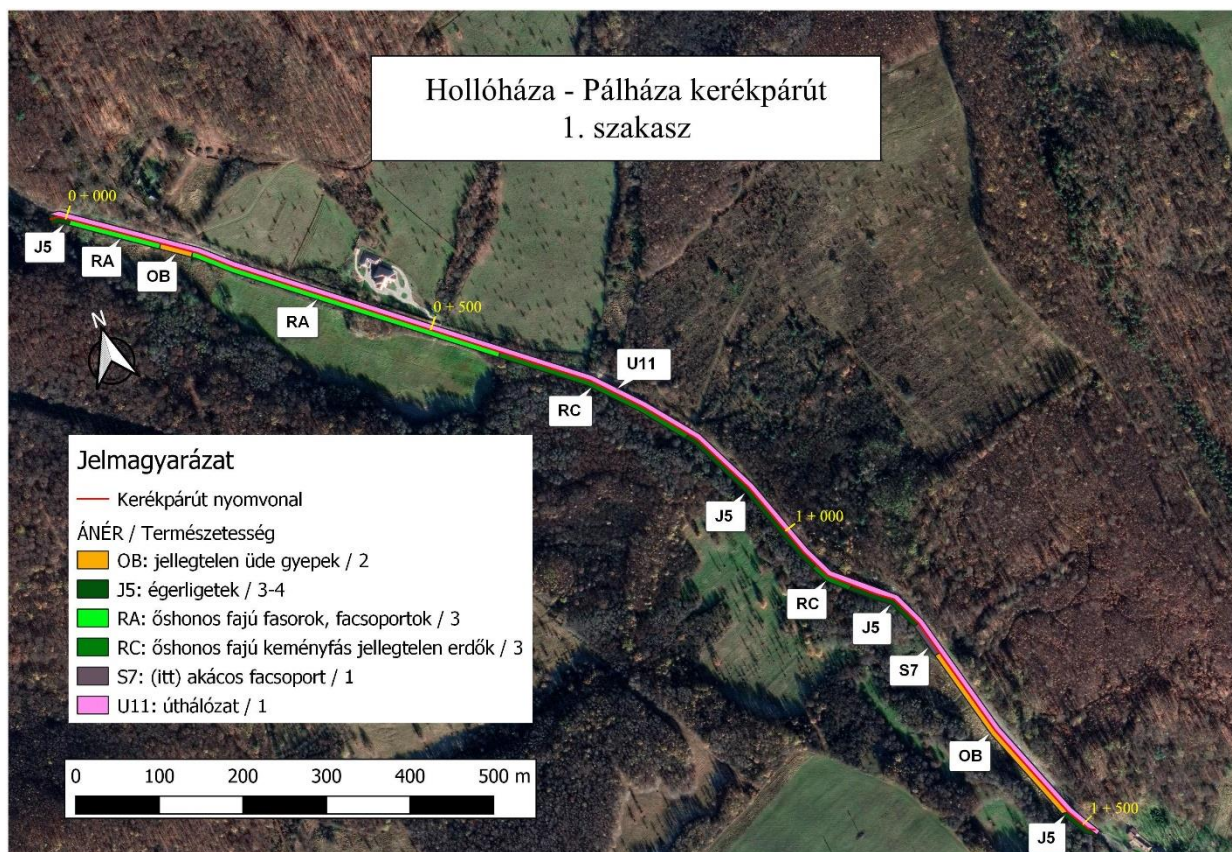 Hollóháza - Pálháza kerékpárút
1. szakasz
0 + 000
J5
RA
OB
RA
0 + 500
N
U11
RC
J5
1 + 000
RC
J5
S7
OB
J5
1 + 500
Jelmagyarázat
Kerékpárút nyomvonal
ÁNÉR / Természetesség
OB: jellegtelen üde gyepek / 2
J5: égerligetek / 3-4
RA: őshonos fajú fasorok, facsoportok / 3
RC: őshonos fajú keményfás jellegtelen erdők / 3
S7: (itt) akácos facsoport / 1
U11: úthálózat / 1
0 100 200 300 400 500 m